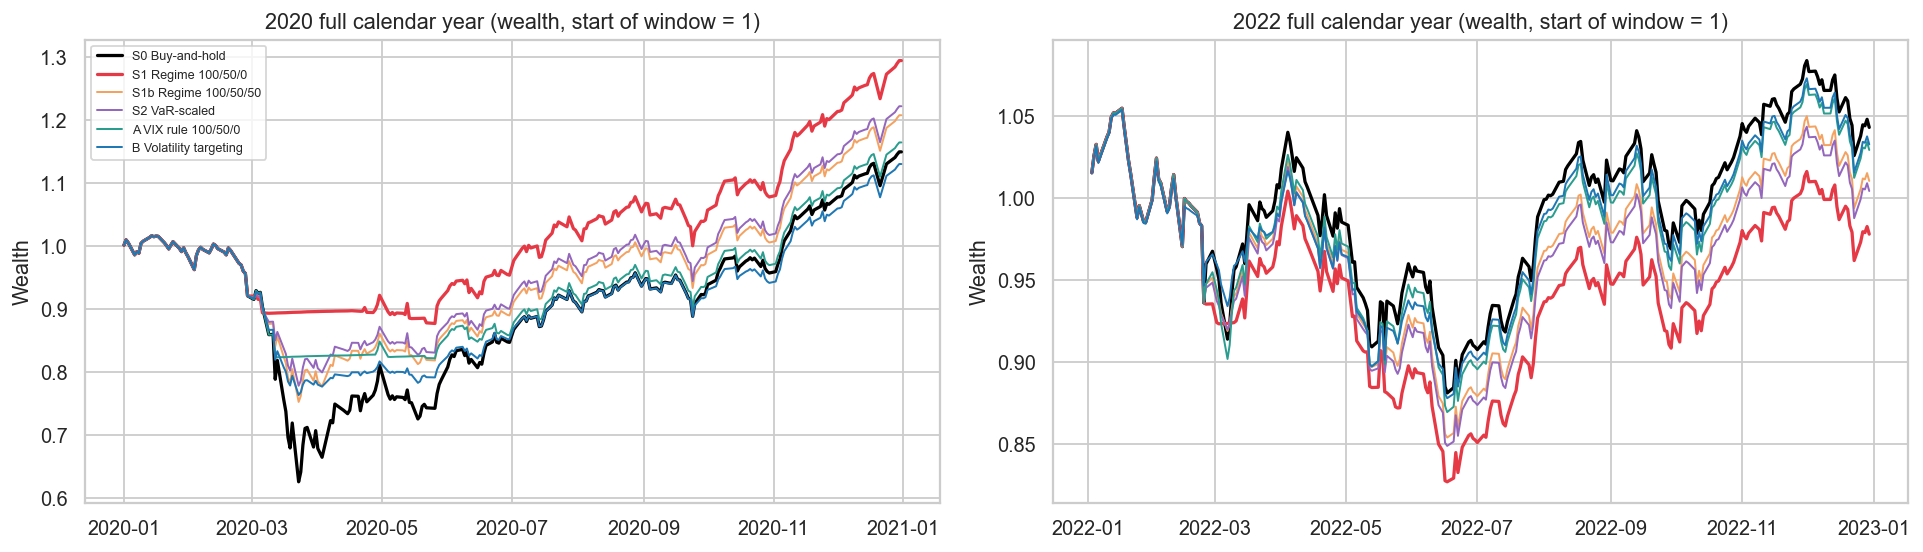 2020 full calendar year (wealth, start of window = 1)
Wealth
1.3
1.2
1.1
1.0
0.9
0.8
0.7
0.6
S0 Buy-and-hold
S1 Regime 100/50/0
S1b Regime 100/50/50
S2 VaR-scaled
A VIX rule 100/50/0
B Volatility targeting
2020-01 2020-03 2020-05 2020-07 2020-09 2020-11 2021-01
2022 full calendar year (wealth, start of window = 1)
Wealth
1.05
1.00
0.95
0.90
0.85
2022-01 2022-03 2022-05 2022-07 2022-09 2022-11 2023-01